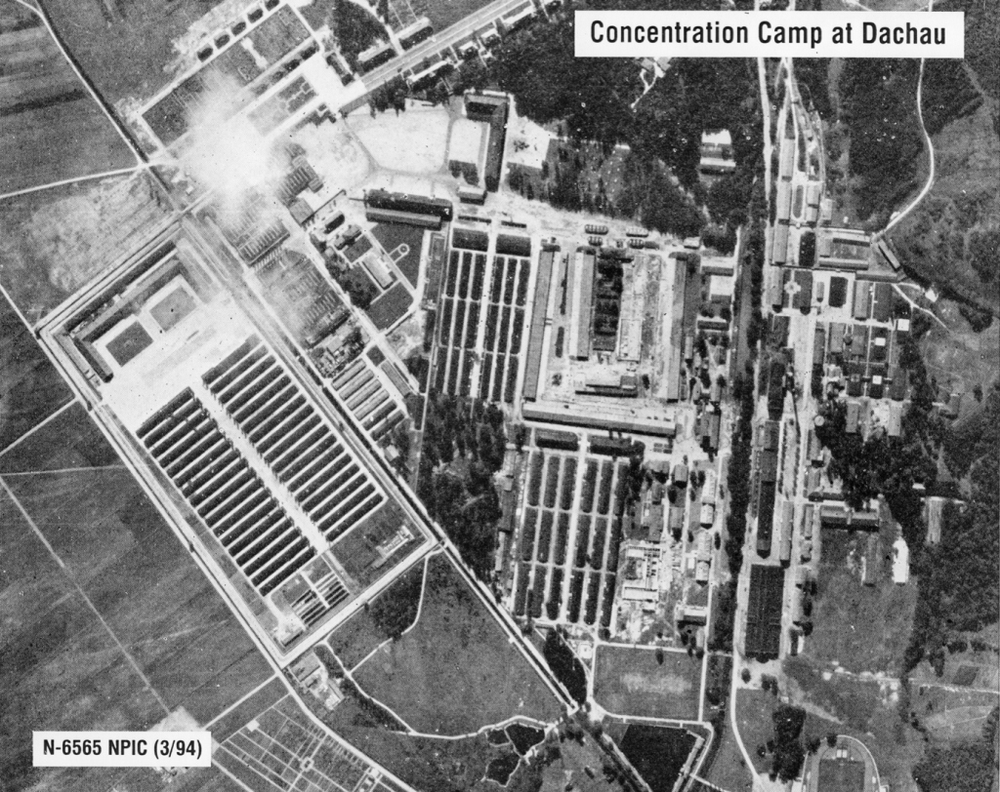 Concentration Camp at Dachau
N-6565 NPIC (3/94)